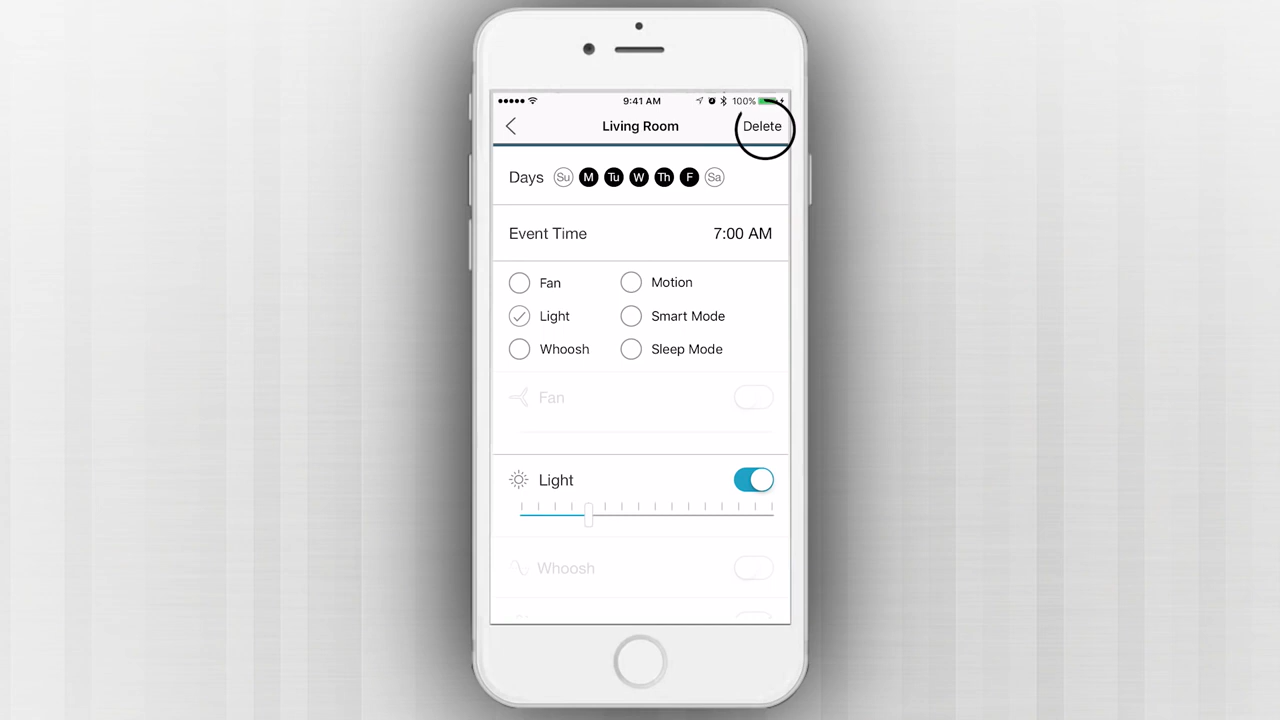 9:41 AM 100%
Living Room Delete
Days Su M Tu W Th F Sa
Event Time 7:00 AM
Fan Motion
Light Smart Mode
Whoosh Sleep Mode
Fan
Light
Whoosh